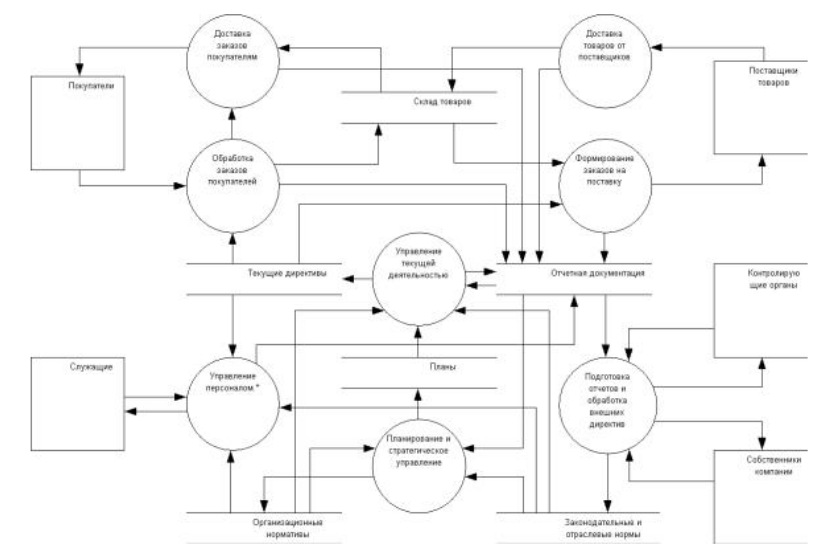 Доставка
заказов
покупателям
Доставка
товаров от
поставщиков
Покупатели
Поставщики
товаров
Склад товаров
Обработка
заказов
покупателей
Формирование
заказов на
поставку
Управление
текущей
деятельностью
Текущие директивы
Отчетная документация
Контролирую
щие органы
Служащие
Управление
персоналом.*
Планы
Подготовка
отчетов и
обработка
внешних
директив
Планирование и
стратегическое
управление
Собственники
компании
Организационные
нормативы
Законодательные и
отраслевые нормы